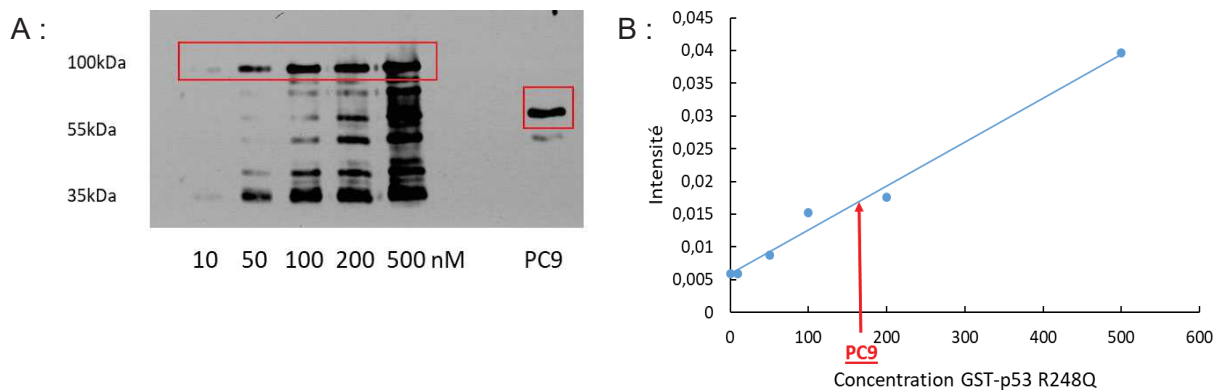 A :
100kDa
55kDa
35kDa
10 50 100 200 500 nM PC9
B :
Intensité
0,045
0,04
0,035
0,03
0,025
0,02
0,015
0,01
0,005
0
0 100 200 300 400 500 600
PC9
Concentration GST-p53 R248Q